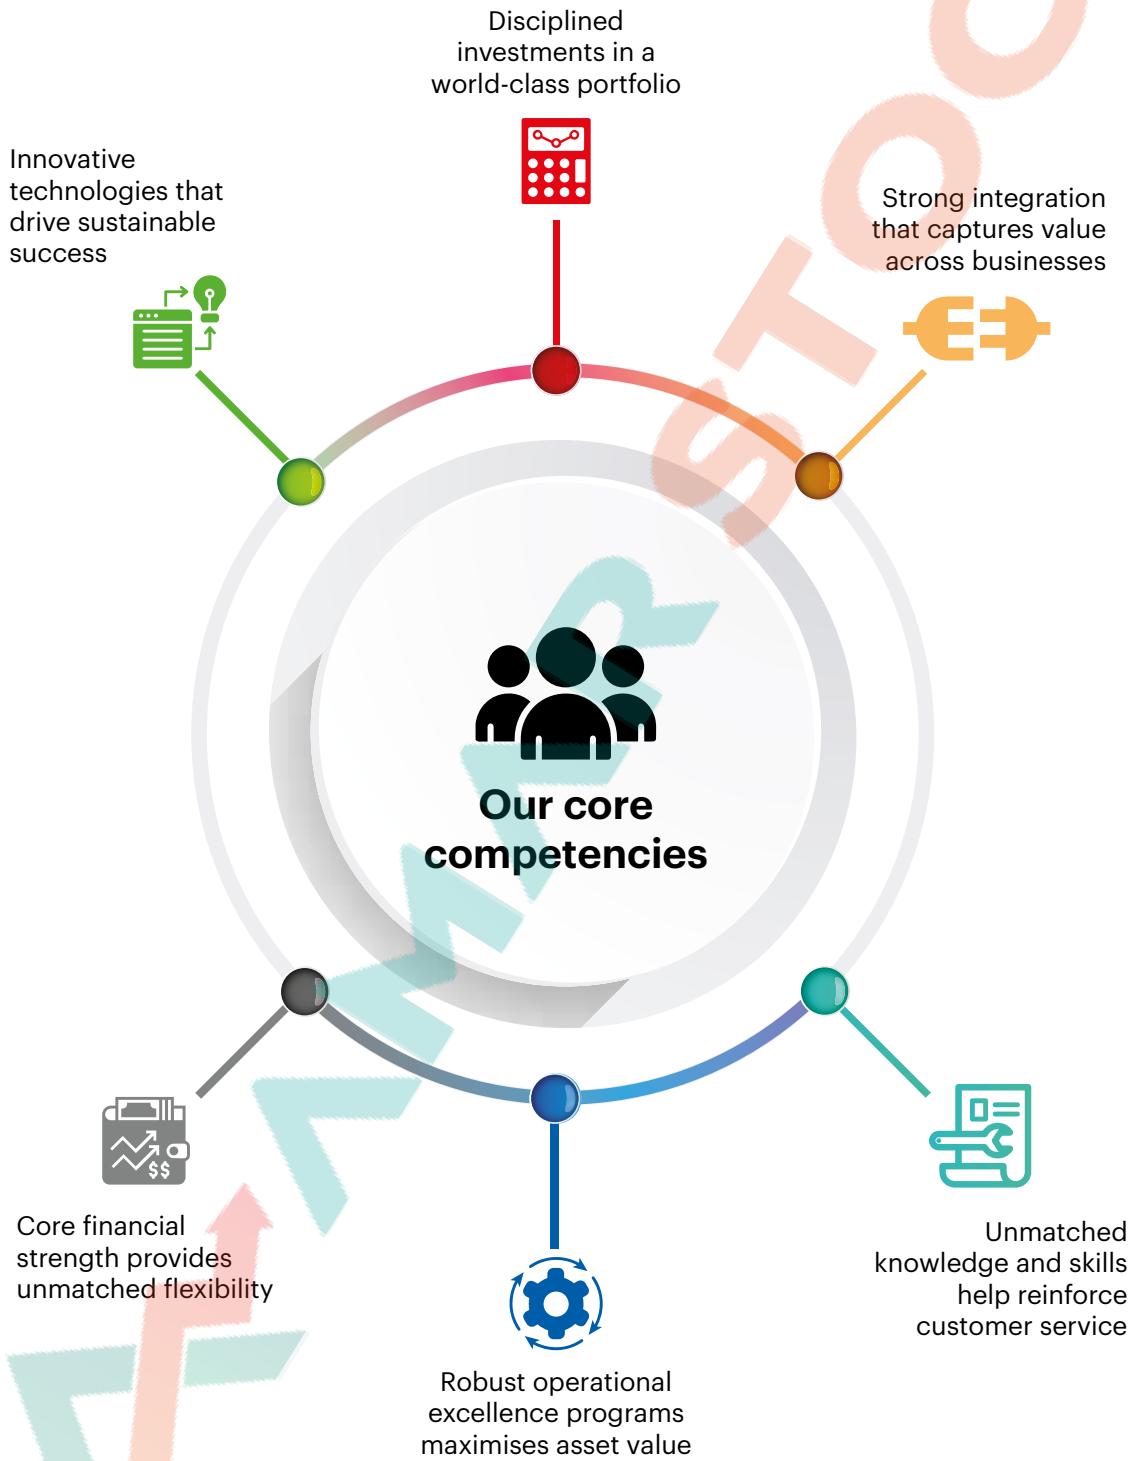 Disciplined
investments in a
world-class portfolio
Innovative
technologies that
drive sustainable
success
Strong integration
that captures value
across businesses
Our core
competencies
$$
Core financial
strength provides
unmatched flexibility
Unmatched
knowledge and skills
help reinforce
customer service
Robust operational
excellence programs
maximises asset value